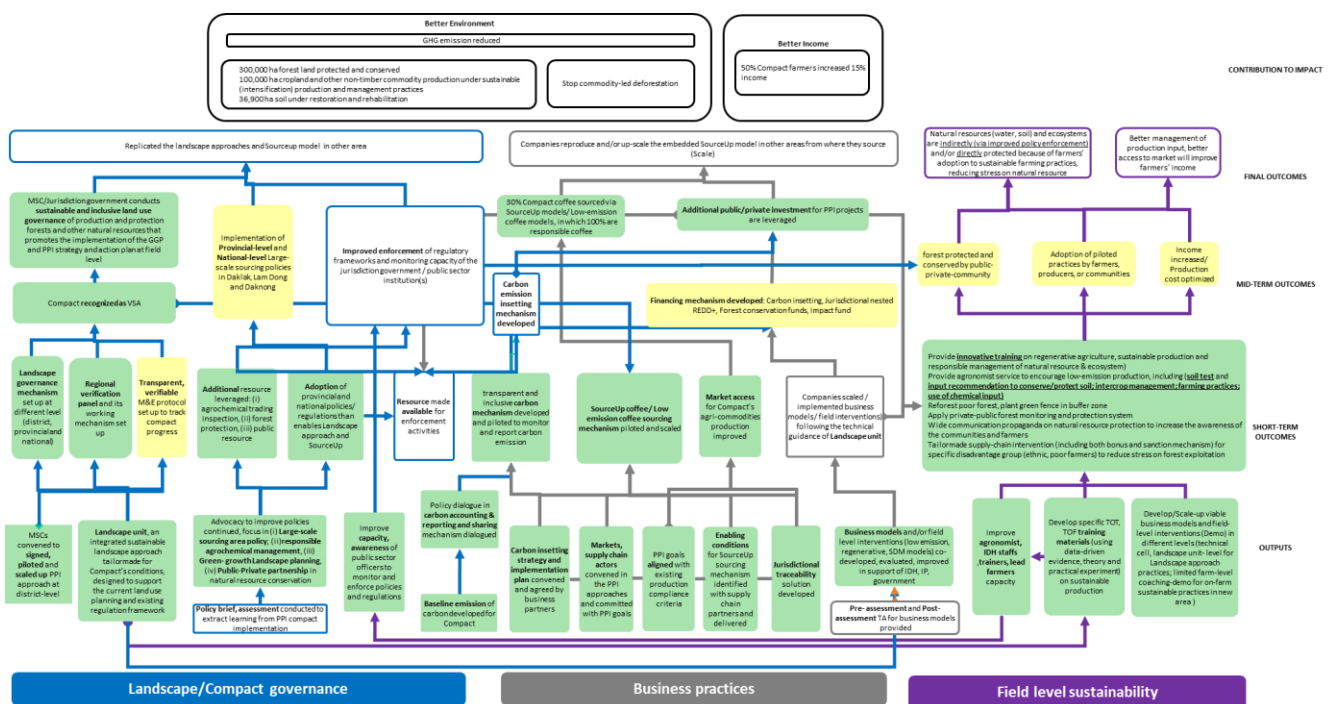 Better Environment
GHG emission reduced
300,000 ha forest land protected and conserved
100,000 ha cropland and other non-timber commodity production under sustainable
(intensification) production and management practices
36,900 ha soil under restoration and rehabilitation
Stop commodity-led deforestation
Better Income
50% Compact farmers increased 15%
income
CONTRIBUTION TO IMPACT
Replicated the landscape approaches and Sourceup model in other area
Companies reproduce and/or up-scale the embedded SourceUp model in other areas from where they source
(Scale)
Natural resources (water, soil) and ecosystems
are indirectly (via improved policy enforcement)
and/or directly protected because of farmers'
adoption to sustainable farming practices,
reducing stress on natural resource
Better management of
production input, better
access to market will improve
farmers' income
FINAL OUTCOMES
MSC/Jurisdiction government conducts
sustainable and inclusive land use
governance of production and protection
forests and other natural resources that
promotes the implementation of the GGP
and PPI strategy and action plan at field
level
Implementation of
Provincial-level and
National-level Large-
scale sourcing policies
in Daklak, Lam Dong
and Daknong
Improved enforcement of regulatory
frameworks and monitoring capacity of the
jurisdiction government / public sector
institution(s)
30% Compact coffee sourced via
SourceUp models/ Low-emission
coffee models, in which 100% are
responsible coffee
Additional public/private investment for PPI projects
are leveraged
forest protected and
conserved by public-
private-community
Adoption of piloted
practices by farmers,
producers, or communities
Income
increased/
Production
cost optimized
MID-TERM OUTCOMES
Compact recognized as VSA
Carbon
emission
insetting
mechanism
developed
Financing mechanism developed: Carbon insetting, Jurisdictional nested
REDD+, Forest conservation funds, Impact fund
Landscape
governance
mechanism
set up at
different level
(district,
provincial and
national)
Regional
verification
panel and its
working
mechanism set
up
Transparent,
verifiable
M&E protocol
set up to track
compact
progress
Additional resource
leveraged: (i)
agrochemical trading
inspection, (ii) forest
protection, (iii) public
resource
Adoption of
provincial and
national policies/
regulations than
enables Landscape
approach and
SourceUp
Resource made
available for
enforcement
activities
transparent and
inclusive carbon
mechanism developed
and piloted to monitor
and report carbon
emission
SourceUp coffee/ Low
emission coffee sourcing
mechanism piloted and scaled
Market access
for Compact's
agri-commodities
production
improved
Companies scaled /
implemented business
models/ field interventions
following the technical
guidance of Landscape unit
Provide innovative training on regenerative agriculture, sustainable production and
responsible management of natural resource & ecosystem)
Provide agronomist service to encourage low-emission production, including (soil test and
input recommendation to conserve/protect soil; intercrop management; farming practices;
use of chemical input)
Reforest poor forest, plant green fence in buffer zone
Apply private-public forest monitoring and protection system
Wide communication propaganda on natural resource protection to increase the awareness of
the communities and farmers
Tailormade supply-chain intervention (including both bonus and sanction mechanism) for
specific disadvantage group (ethnic, poor farmers) to reduce stress on forest exploitation
SHORT-TERM
OUTCOMES
MSCs
convened to
signed,
piloted and
scaled up PPI
approach at
district-level
Landscape unit, an
integrated sustainable
landscape approach
tailormade for
Compact's conditions,
designed to support
the current land use
planning and existing
regulation framework
Advocacy to improve policies
continued, focus in (i) Large-scale
sourcing area policy; (ii) responsible
agrochemical management, (iii)
Green-growth Landscape planning,
(iv) Public-Private partnership in
natural resource conservation
Policy brief, assessment conducted to
extract learning from PPI compact
implementation
Improve
capacity,
awareness of
public sector
officers to
monitor and
enforce policies
and regulations
Policy dialogue in
carbon accounting &
reporting and sharing
mechanism dialogued
Baseline emission of
carbon developed for
Compact
Carbon insetting
strategy and
implementation
plan convened
and agreed by
business
partners
Markets,
supply chain
actors
convened in
the PPI
approaches
and
committed
with PPI goals
PPI goals
aligned with
existing
production
compliance
criteria
Enabling
conditions
for SourceUp
sourcing
mechanism
identified
with supply
chain
partners and
delivered
Jurisdictional
traceability
solution
developed
Business models and/or field
level interventions (low emission,
regenerative, SDM models) co-
developed, evaluated,
improved in support of IDH, IP,
government
Pre- assessment and Post-
assessment TA for business models
provided
Improve
agronomist,
IDH staffs
,trainers, lead
farmers
capacity
Develop specific TOT,
TOF training
materials (using
data-driven
evidence, theory and
practical experiment)
on sustainable
production
Develop/Scale-up viable
business models and field-
level interventions (Demo) in
different levels (technical
cell, landscape unit- level for
Landscape approach
practices; limited farm-level
coaching-demo for on-farm
sustainable practices in new
area )
OUTPUTS
Landscape/Compact governance
Business practices
Field level sustainability